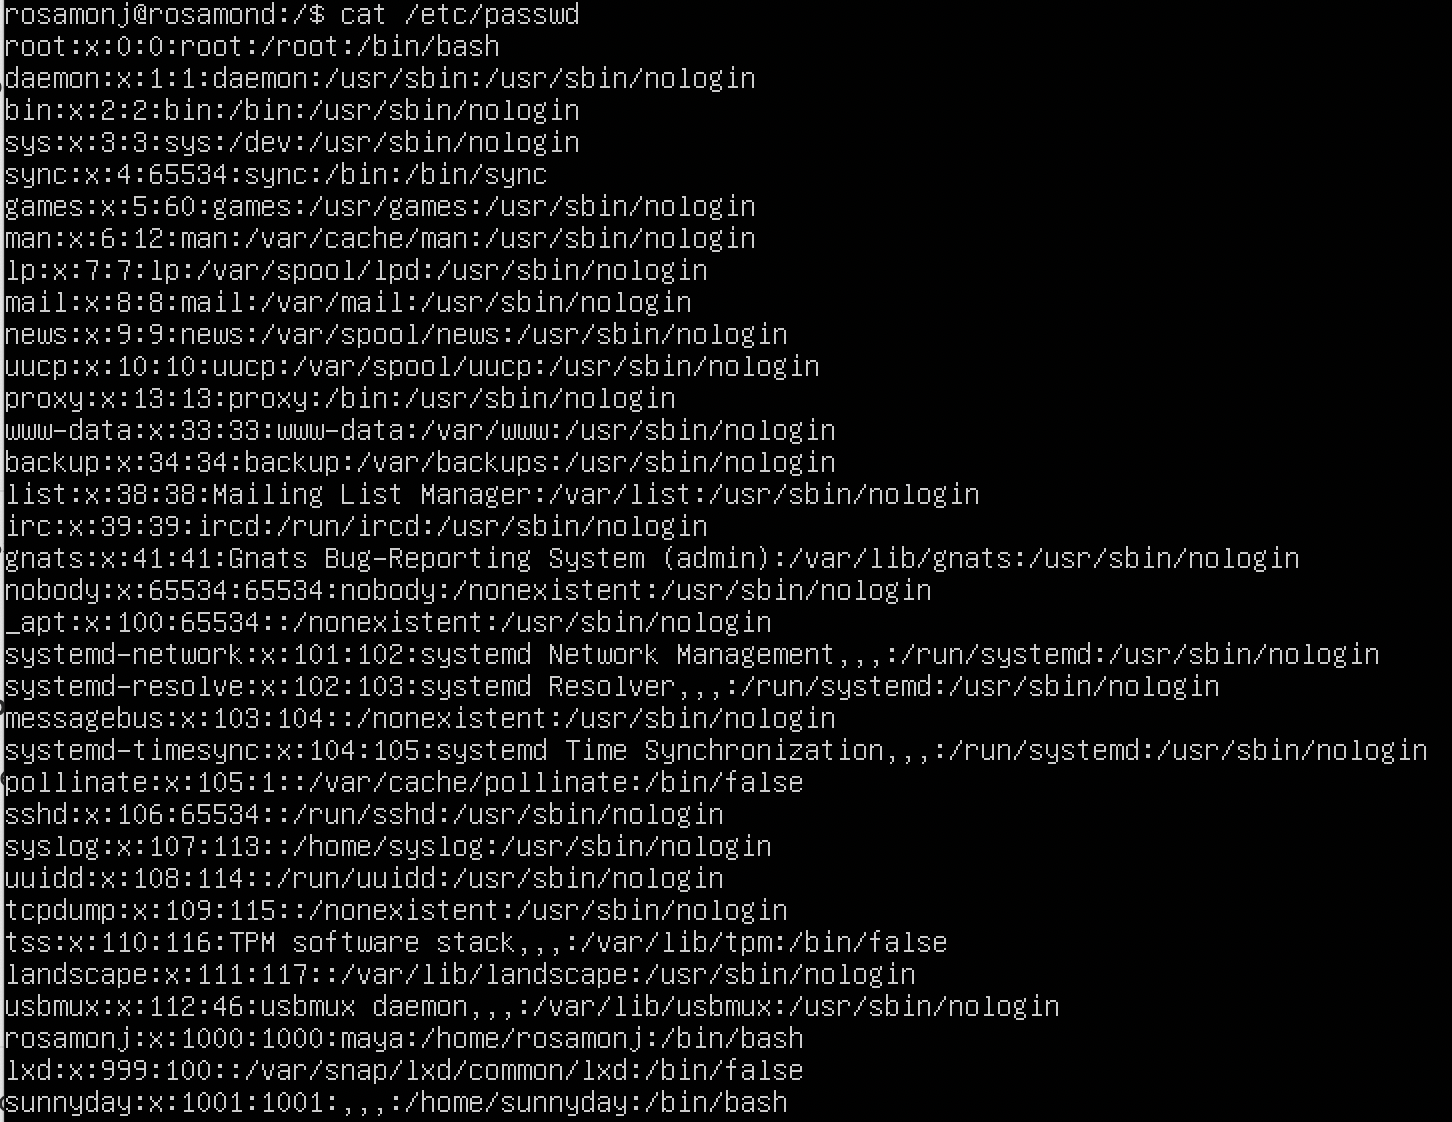 rosamonj@rosamond:/$ cat /etc/passwd
root:x:0:0:root:/root:/bin/bash
daemon:x:1:1:daemon:/usr/sbin:/usr/sbin/nologin
bin:x:2:2:bin:/bin:/usr/sbin/nologin
sys:x:3:3:sys:/dev:/usr/sbin/nologin
sync:x:4:65534:sync:/bin:/bin/sync
games:x:5:60:games:/usr/games:/usr/sbin/nologin
man:x:6:12:man:/var/cache/man:/usr/sbin/nologin
lp:x:7:7:lp:/var/spool/lpd:/usr/sbin/nologin
mail:x:8:8:mail:/var/mail:/usr/sbin/nologin
news:x:9:9:news:/var/spool/news:/usr/sbin/nologin
uucp:x:10:10:uucp:/var/spool/uucp:/usr/sbin/nologin
proxy:x:13:13:proxy:/bin:/usr/sbin/nologin
www-data:x:33:33:www-data:/var/www:/usr/sbin/nologin
backup:x:34:34:backup:/var/backups:/usr/sbin/nologin
list:x:38:38:Mailing List Manager:/var/list:/usr/sbin/nologin
irc:x:39:39:ircd:/run/ircd:/usr/sbin/nologin
gnats:x:41:41:Gnats Bug-Reporting System (admin):/var/lib/gnats:/usr/sbin/nologin
nobody:x:65534:65534:nobody:/nonexistent:/usr/sbin/nologin
_apt:x:100:65534::/nonexistent:/usr/sbin/nologin
systemd-network:x:101:102:systemd Network Management,,,:/run/systemd:/usr/sbin/nologin
systemd-resolve:x:102:103:systemd Resolver,,,:/run/systemd:/usr/sbin/nologin
messagebus:x:103:104::/nonexistent:/usr/sbin/nologin
systemd-timesync:x:104:105:systemd Time Synchronization,,,:/run/systemd:/usr/sbin/nologin
pollinate:x:105:1::/var/cache/pollinate:/bin/false
sshd:x:106:65534::/run/sshd:/usr/sbin/nologin
syslog:x:107:113::/home/syslog:/usr/sbin/nologin
uuidd:x:108:114::/run/uuidd:/usr/sbin/nologin
tcpdump:x:109:115::/nonexistent:/usr/sbin/nologin
tss:x:110:116:TPM software stack,,,:/var/lib/tpm:/bin/false
landscape:x:111:117::/var/lib/landscape:/usr/sbin/nologin
usbmux:x:112:46:usbmux daemon,,,:/var/lib/usbmux:/usr/sbin/nologin
rosamonj:x:1000:1000:maya:/home/rosamonj:/bin/bash
lxd:x:999:100::/var/snap/lxd/common/lxd:/bin/false
sunnyday:x:1001:1001:,,,:/home/sunnyday:/bin/bash